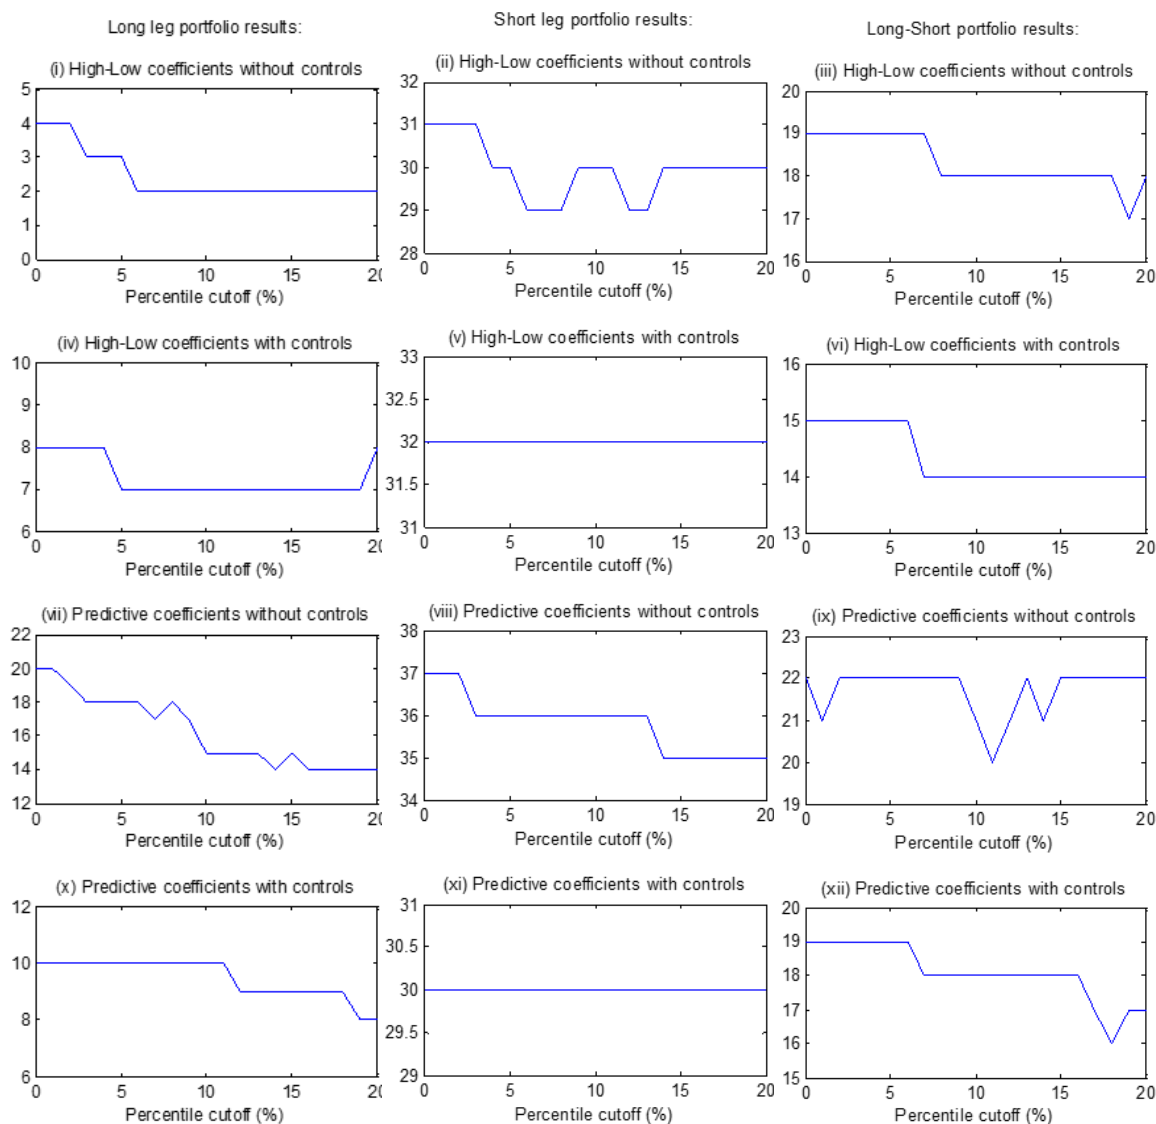 Long leg portfolio results:
Short leg portfolio results:
Long-Short portfolio results:
(i) High-Low coefficients without controls
5
4
3
2
1
0
0 5 10 15 20
Percentile cutoff (%)
(ii) High-Low coefficients without controls
32
31
30
29
28
0 5 10 15 20
Percentile cutoff (%)
(iii) High-Low coefficients without controls
20
19
18
17
16
0 5 10 15 20
Percentile cutoff (%)
(iv) High-Low coefficients with controls
10
9
8
7
6
0 5 10 15 20
Percentile cutoff (%)
(v) High-Low coefficients with controls
33
32.5
32
31.5
31
0 5 10 15 20
Percentile cutoff (%)
(vi) High-Low coefficients with controls
16
15
14
13
0 5 10 15 20
Percentile cutoff (%)
(vii) Predictive coefficients without controls
22
20
18
16
14
12
0 5 10 15 20
Percentile cutoff (%)
(viii) Predictive coefficients without controls
38
37
36
35
34
0 5 10 15 20
Percentile cutoff (%)
(ix) Predictive coefficients without controls
23
22
21
20
19
0 5 10 15 20
Percentile cutoff (%)
(x) Predictive coefficients with controls
12
10
8
6
0 5 10 15 20
Percentile cutoff (%)
(xi) Predictive coefficients with controls
31
30.5
30
29.5
29
0 5 10 15 20
Percentile cutoff (%)
(xii) Predictive coefficients with controls
20
19
18
17
16
15
0 5 10 15 20
Percentile cutoff (%)